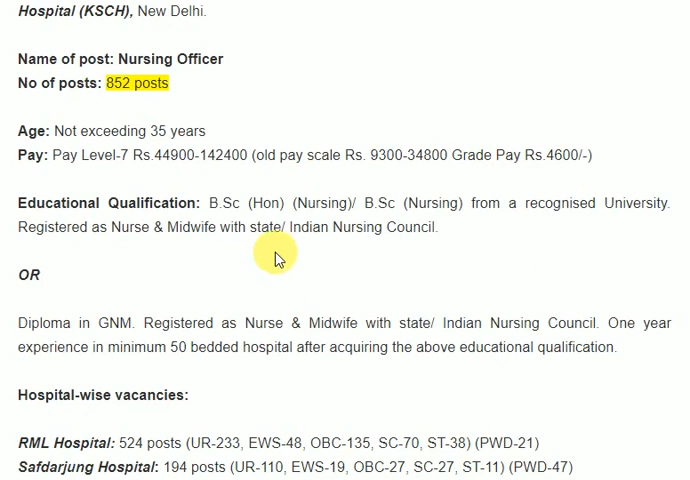 Hospital (KSCH), New Delhi.
Name of post: Nursing Officer
No of posts: 852 posts
Age: Not exceeding 35 years
Pay: Pay Level-7 Rs.44900-142400 (old pay scale Rs. 9300-34800 Grade Pay Rs.4600/-)
Educational Qualification: B.Sc (Hon) (Nursing)/ B.Sc (Nursing) from a recognised University.
Registered as Nurse & Midwife with state/ Indian Nursing Council.
OR
Diploma in GNM. Registered as Nurse & Midwife with state/ Indian Nursing Council. One year
experience in minimum 50 bedded hospital after acquiring the above educational qualification.
Hospital-wise vacancies:
RML Hospital: 524 posts (UR-233, EWS-48, OBC-135, SC-70, ST-38) (PWD-21)
Safdarjung Hospital: 194 posts (UR-110, EWS-19, OBC-27, SC-27, ST-11) (PWD-47)